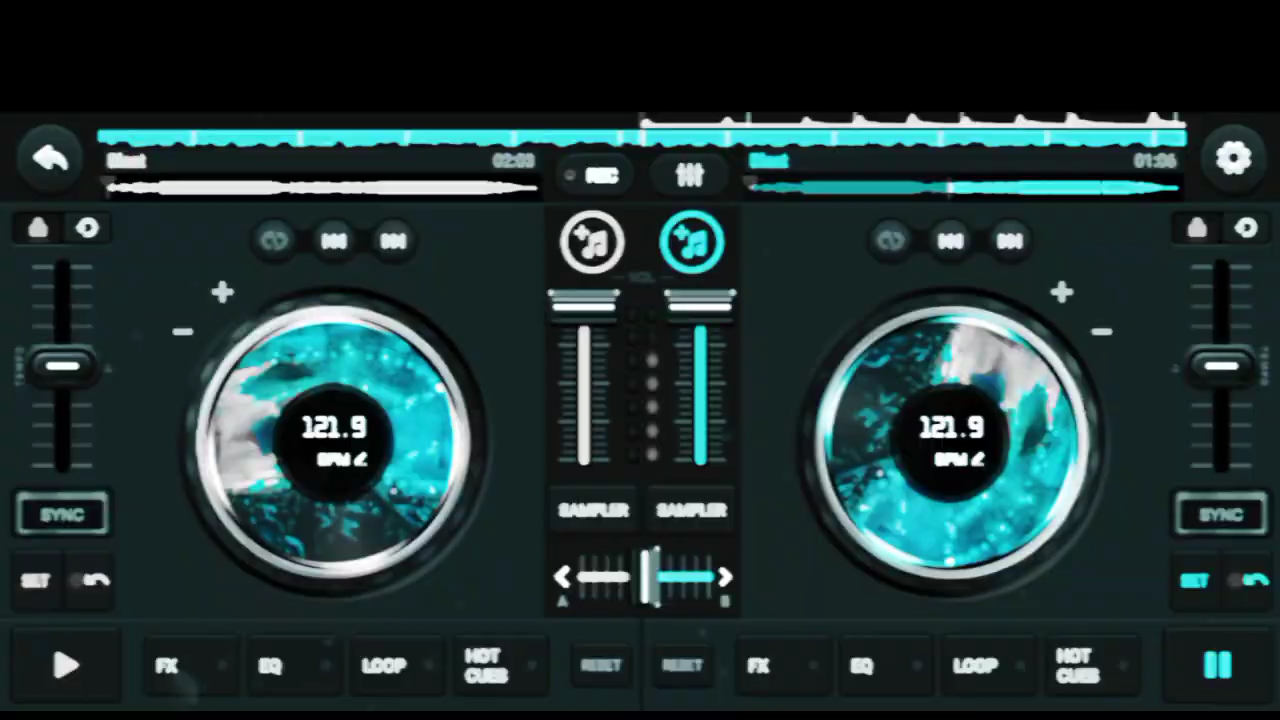 02:03
REC
01:06
VOL
121.9
121.9
SYNC
SAMPLER
SAMPLER
SYNC
SET
A
B
SET
FX
EQ
LOOP
HOT
CUES
RESET
RESET
FX
EQ
LOOP
HOT
CUES